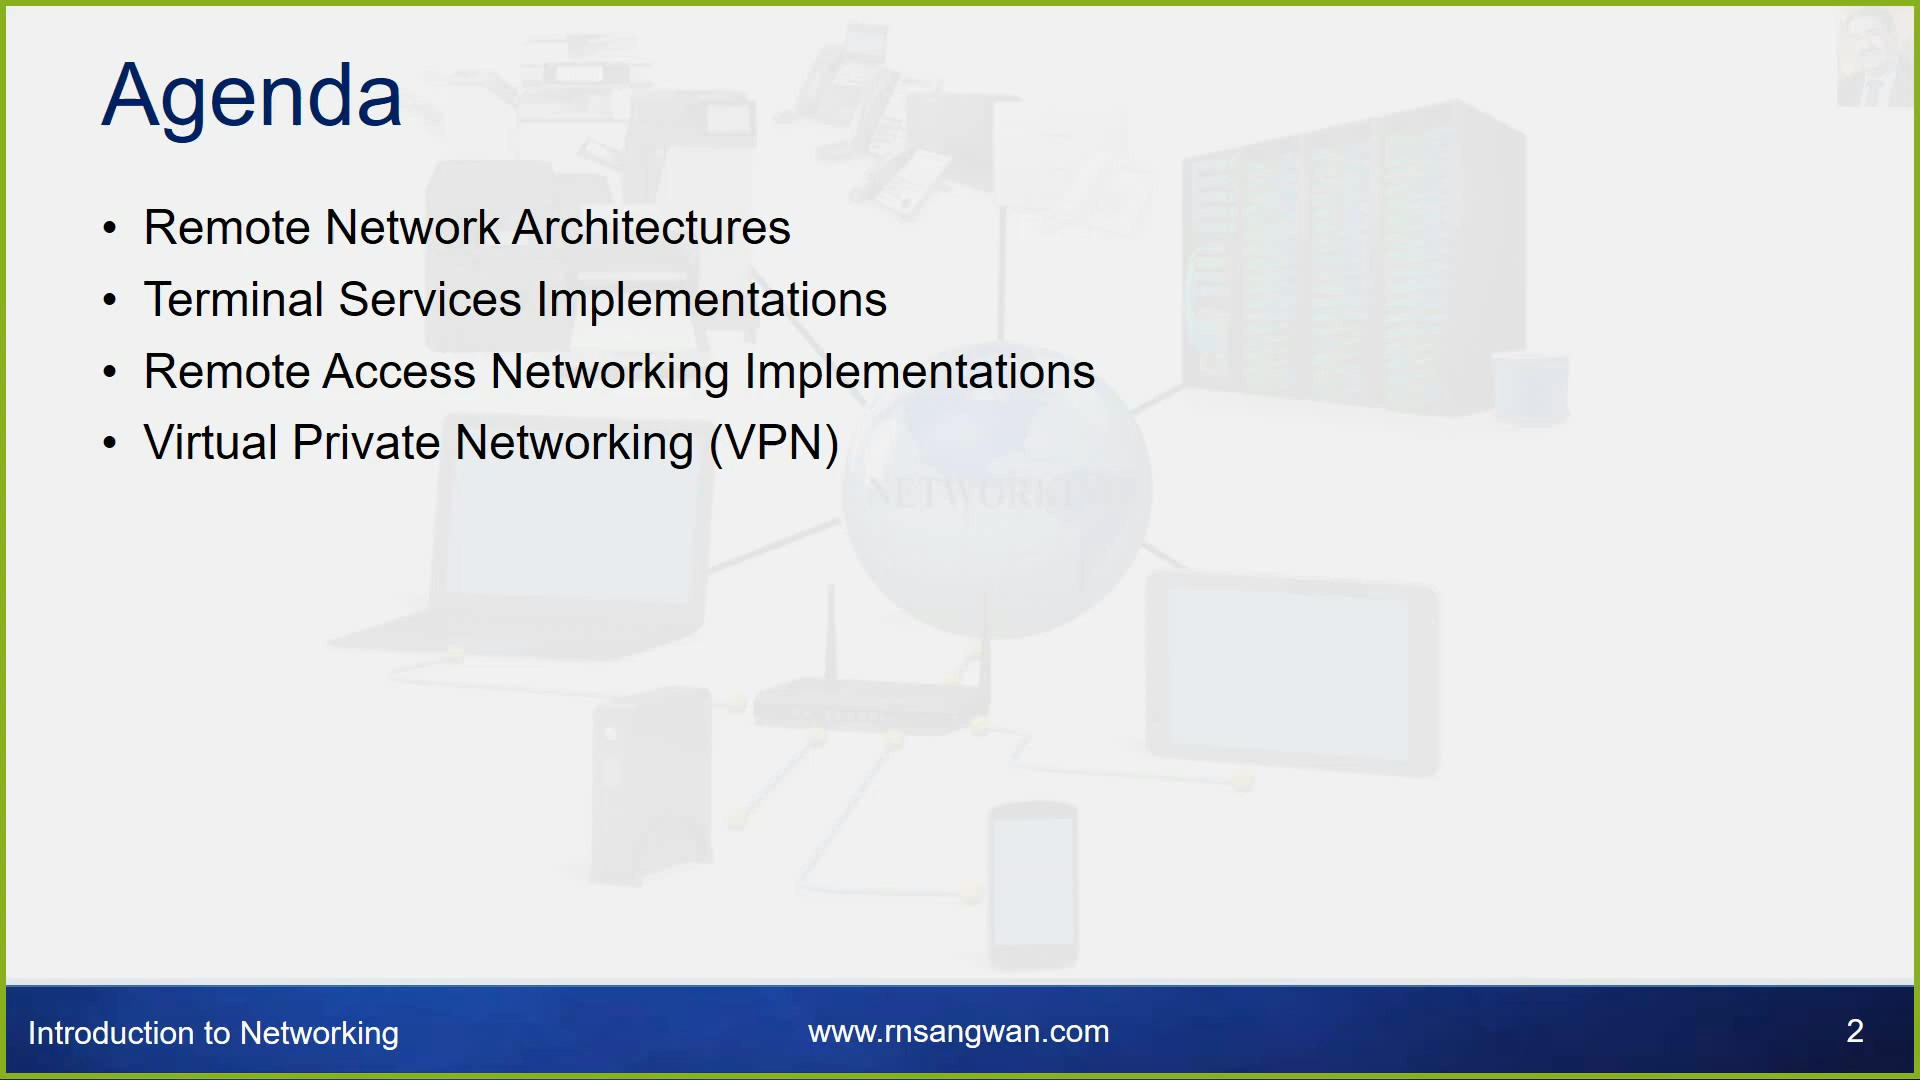 Agenda
• Remote Network Architectures
• Terminal Services Implementations
• Remote Access Networking Implementations
• Virtual Private Networking (VPN)
Introduction to Networking
www.rnsangwan.com
2